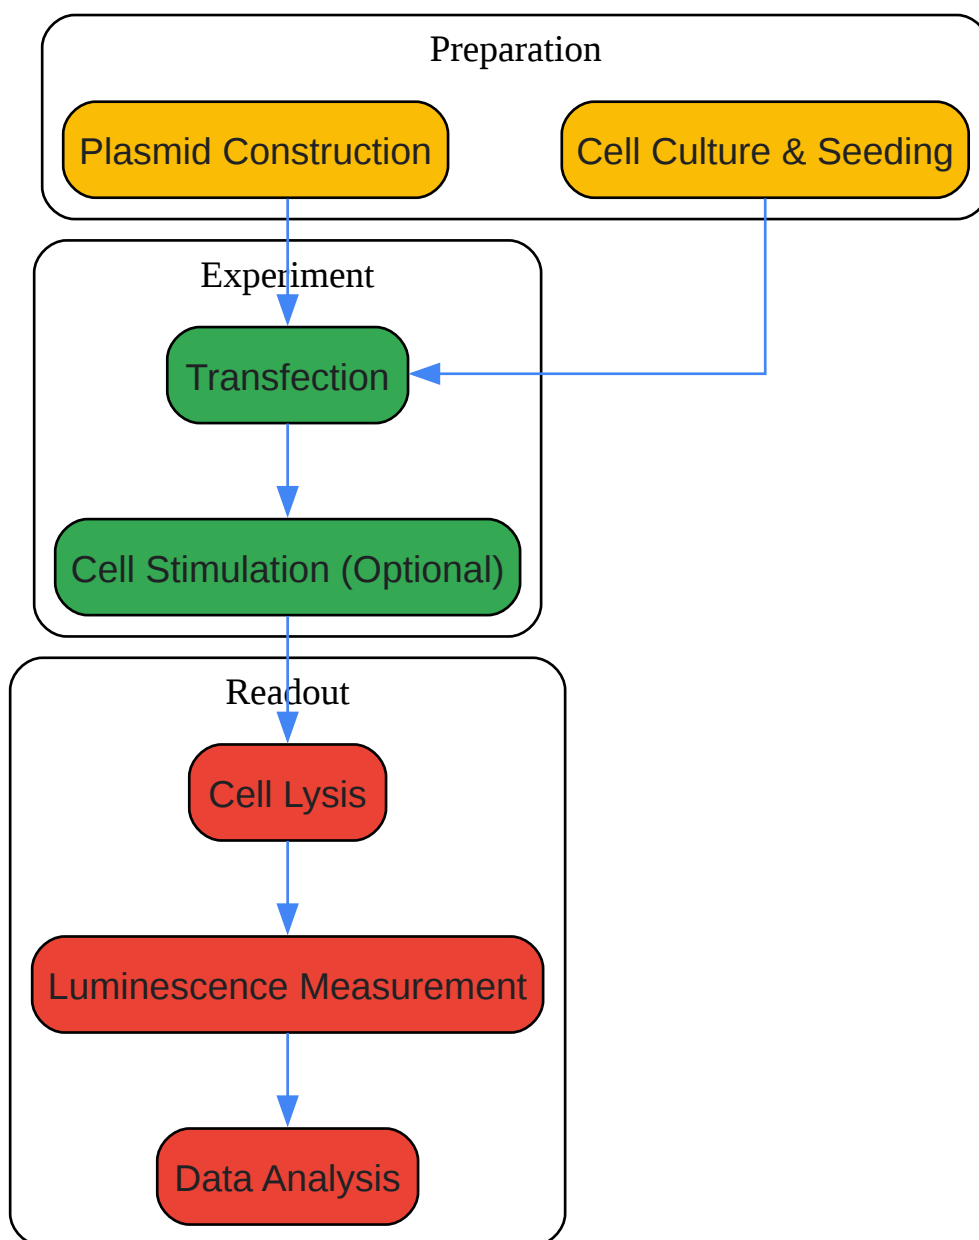 Preparation
Plasmid Construction
Cell Culture & Seeding
Experiment
Transfection
Cell Stimulation (Optional)
Readout
Cell Lysis
Luminescence Measurement
Data Analysis